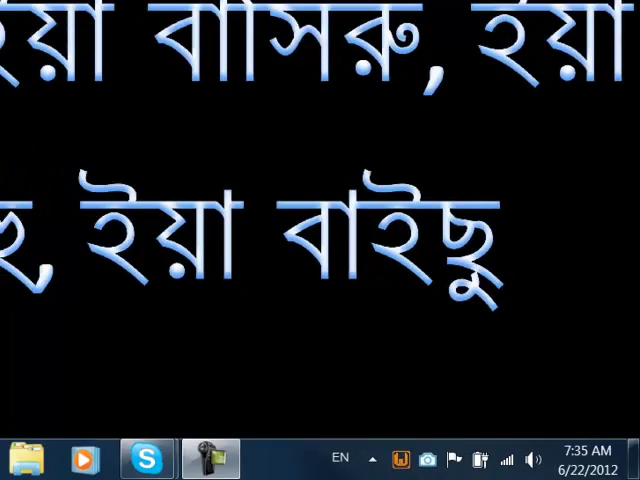 ইয়া বাসিরু, ইয়া
হু, ইয়া বাইছু
EN
7:35 AM
6/22/2012